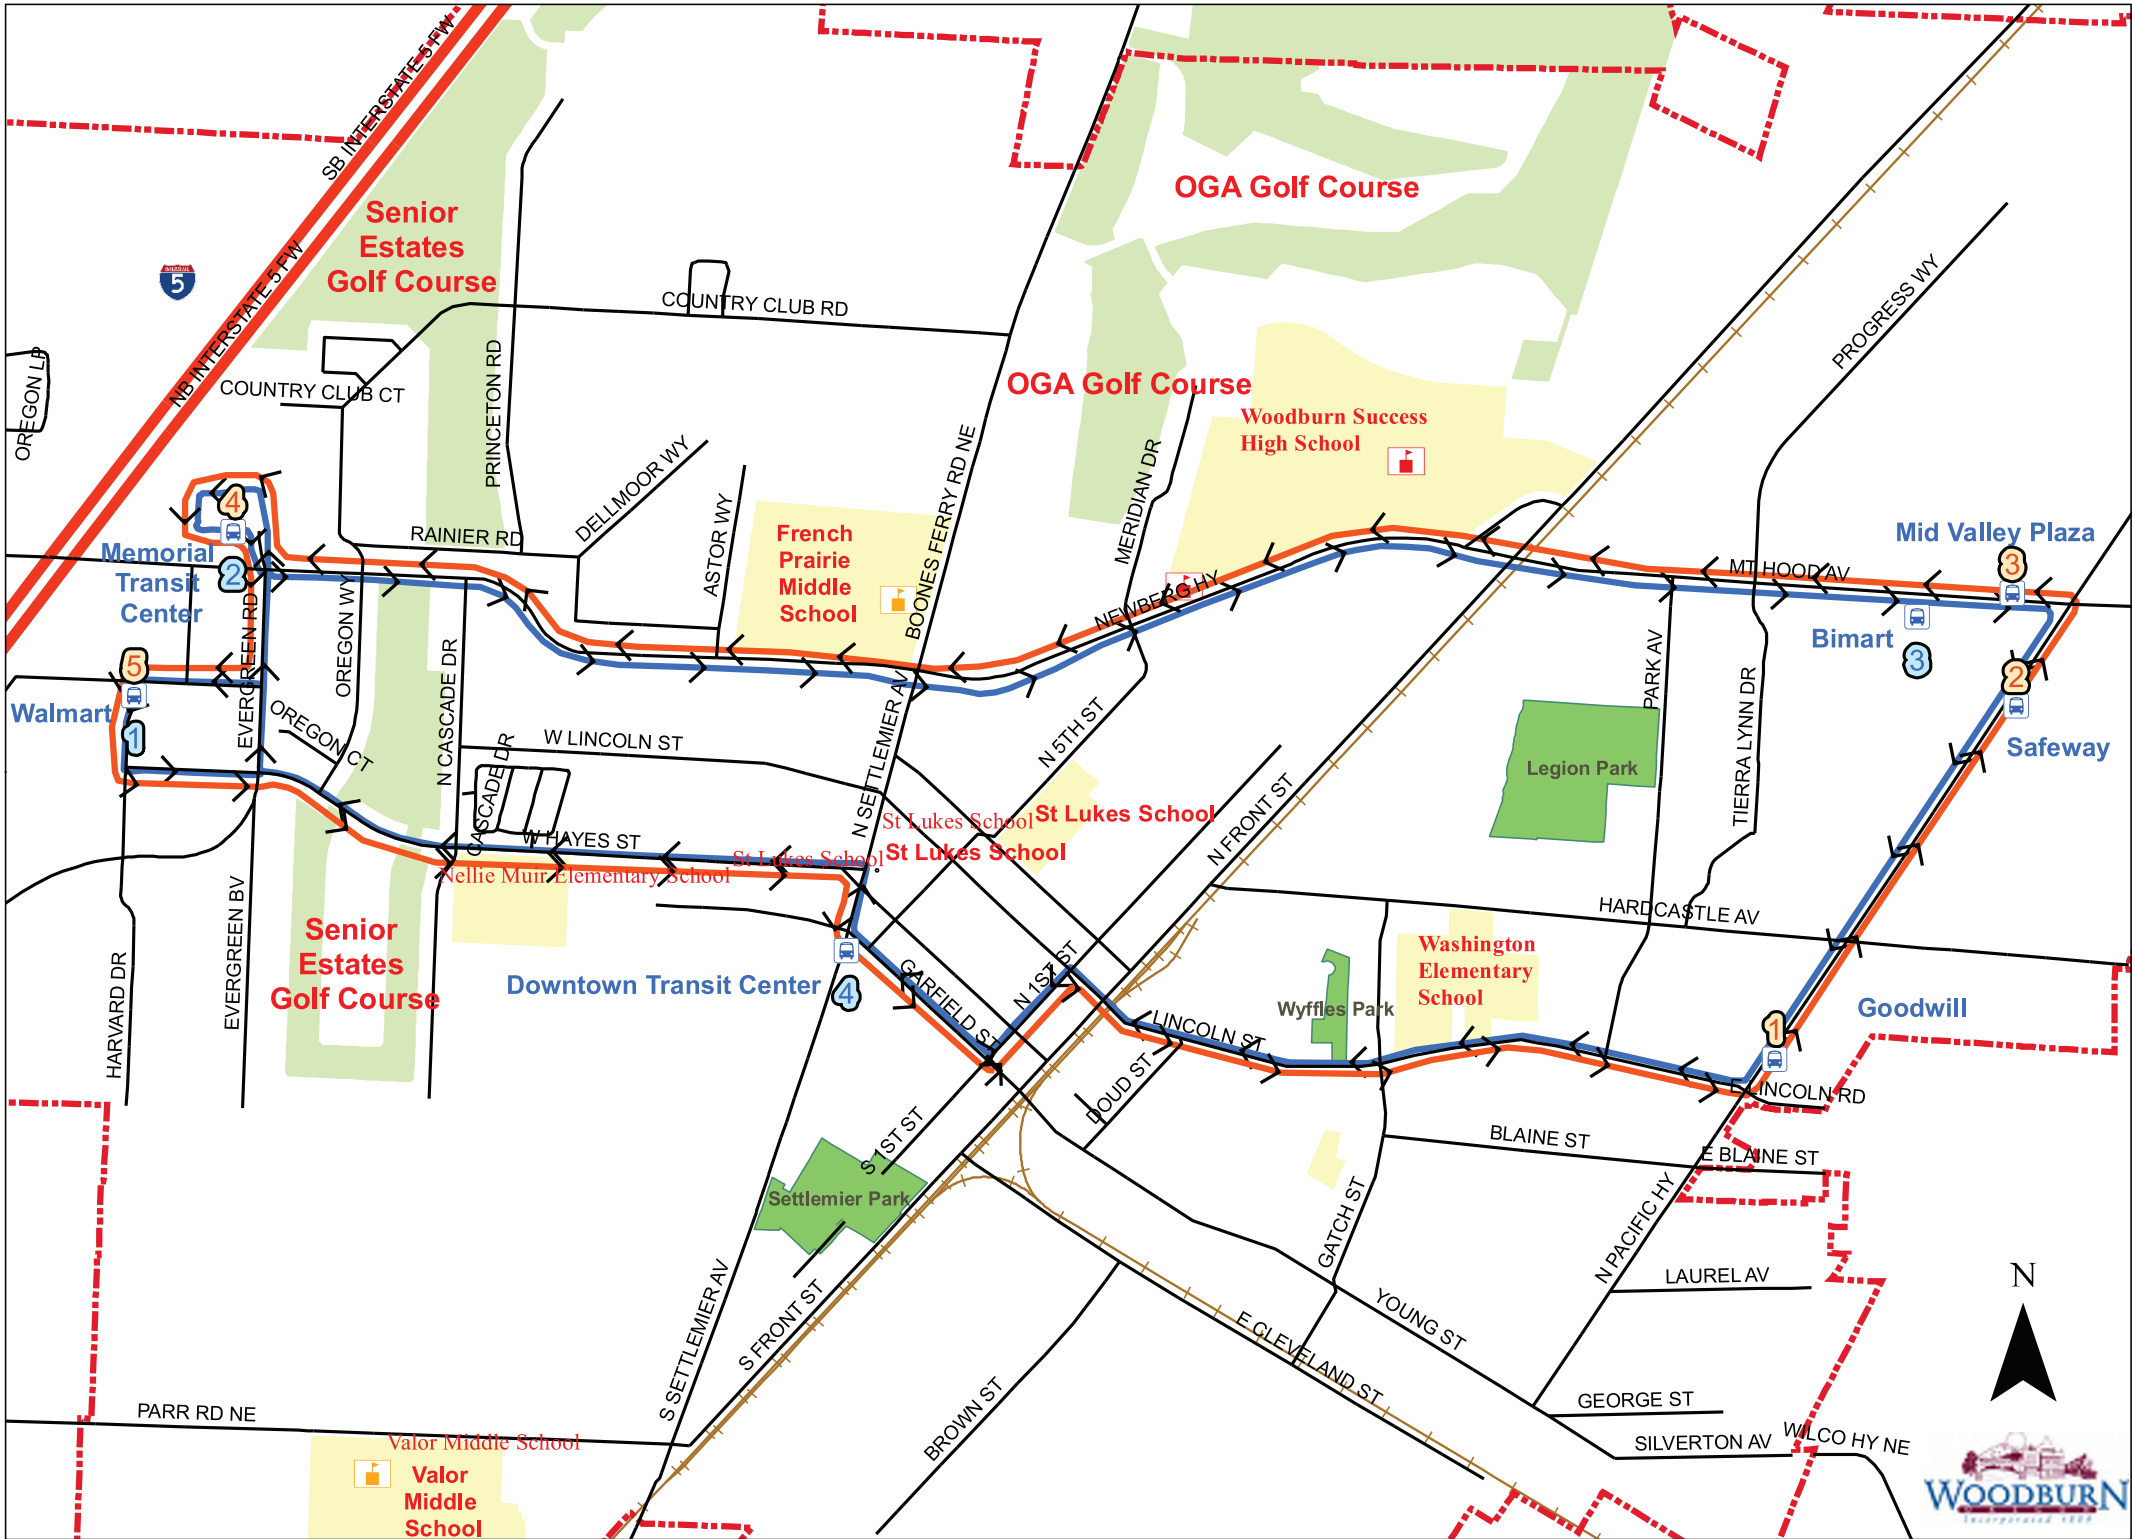 SB INTERSTATE 5 FW
NB INTERSTATE 5 FW
INTERSTATE
5
OREGON LP
Senior
Estates
Golf Course
COUNTRY CLUB RD
COUNTRY CLUB CT
PRINCETON RD
OGA Golf Course
OGA Golf Course
Woodburn Success
High School
PROGRESS WY
DELLMOOR WY
RAINIER RD
ASTOR WY
French
Prairie
Middle
School
BOONES FERRY RD NE
MERIDIAN DR
NEWBERG HY
MT HOOD AV
Mid Valley Plaza
3
Bimart
3
2
Safeway
4
Memorial
Transit
Center
2
5
Walmart
1
EVERGREEN RD
OREGON WY
OREGON CT
N CASCADE DR
CASCADE DR
W LINCOLN ST
W HAYES ST
N SETTLEMIER AV
N 5TH ST
St Lukes School
St Lukes School
St Lukes School
St Lukes School
Nellie Muir Elementary School
N FRONT ST
Legion Park
PARK AV
TIERRA LYNN DR
HARDCASTLE AV
Washington
Elementary
School
Wyffles Park
Goodwill
1
Senior
Estates
Golf Course
HARVARD DR
EVERGREEN BV
Downtown Transit Center
4
GARFIELD ST
N 1ST ST
LINCOLN ST
DOUD ST
E LINCOLN RD
BLAINE ST
E BLAINE ST
S 1ST ST
Settlemier Park
GATCH ST
N PACIFIC HY
LAUREL AV
YOUNG ST
E CLEVELAND ST
S FRONT ST
S SETTLEMIER AV
BROWN ST
GEORGE ST
SILVERTON AV
WILCO HY NE
PARR RD NE
Valor Middle School
Valor
Middle
School
N
WOODBURN
Incorporated 1889